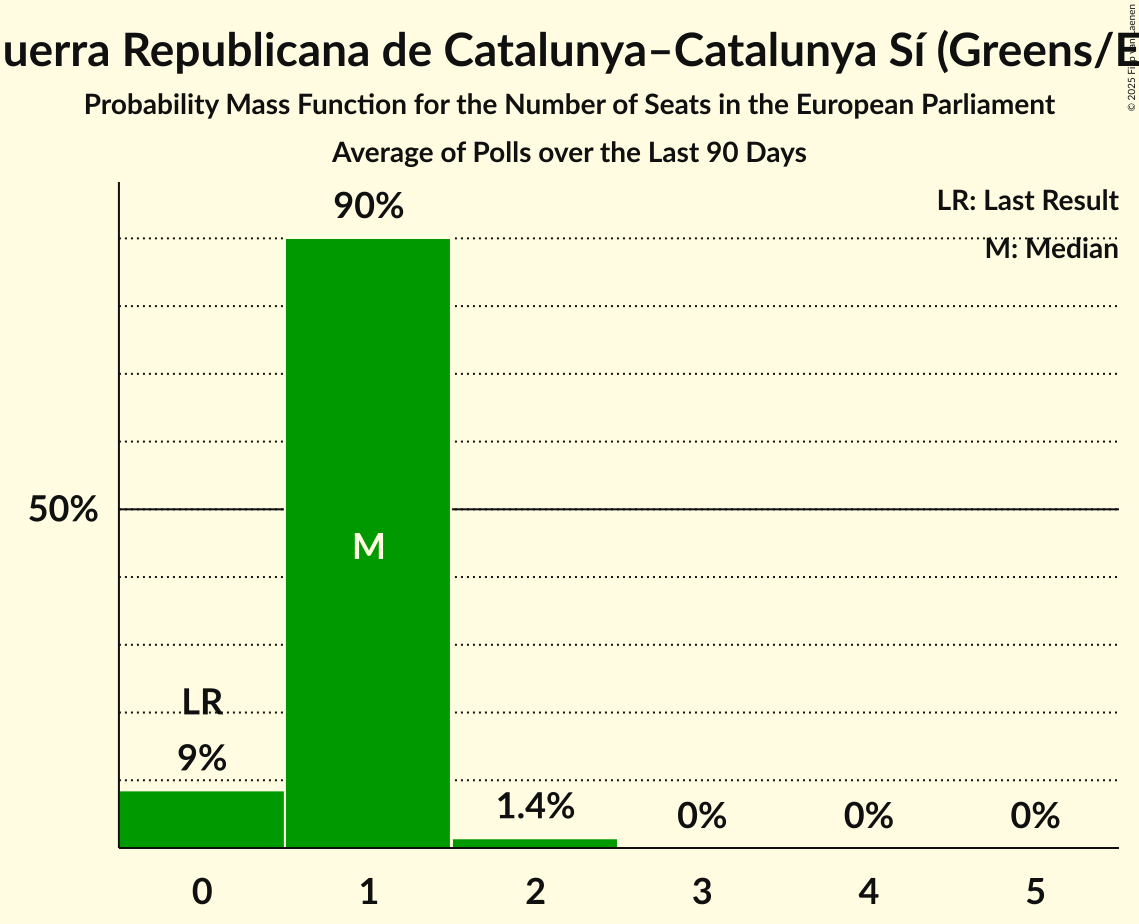 uerra Republicana de Catalunya–Catalunya Sí (Greens/E
Probability Mass Function for the Number of Seats in the European Parliament
Average of Polls over the Last 90 Days
© 2025 Filip van Laenen
LR: Last Result
M: Median
90%
50%
M
LR
9%
1.4%
0%
0%
0%
0
1
2
3
4
5